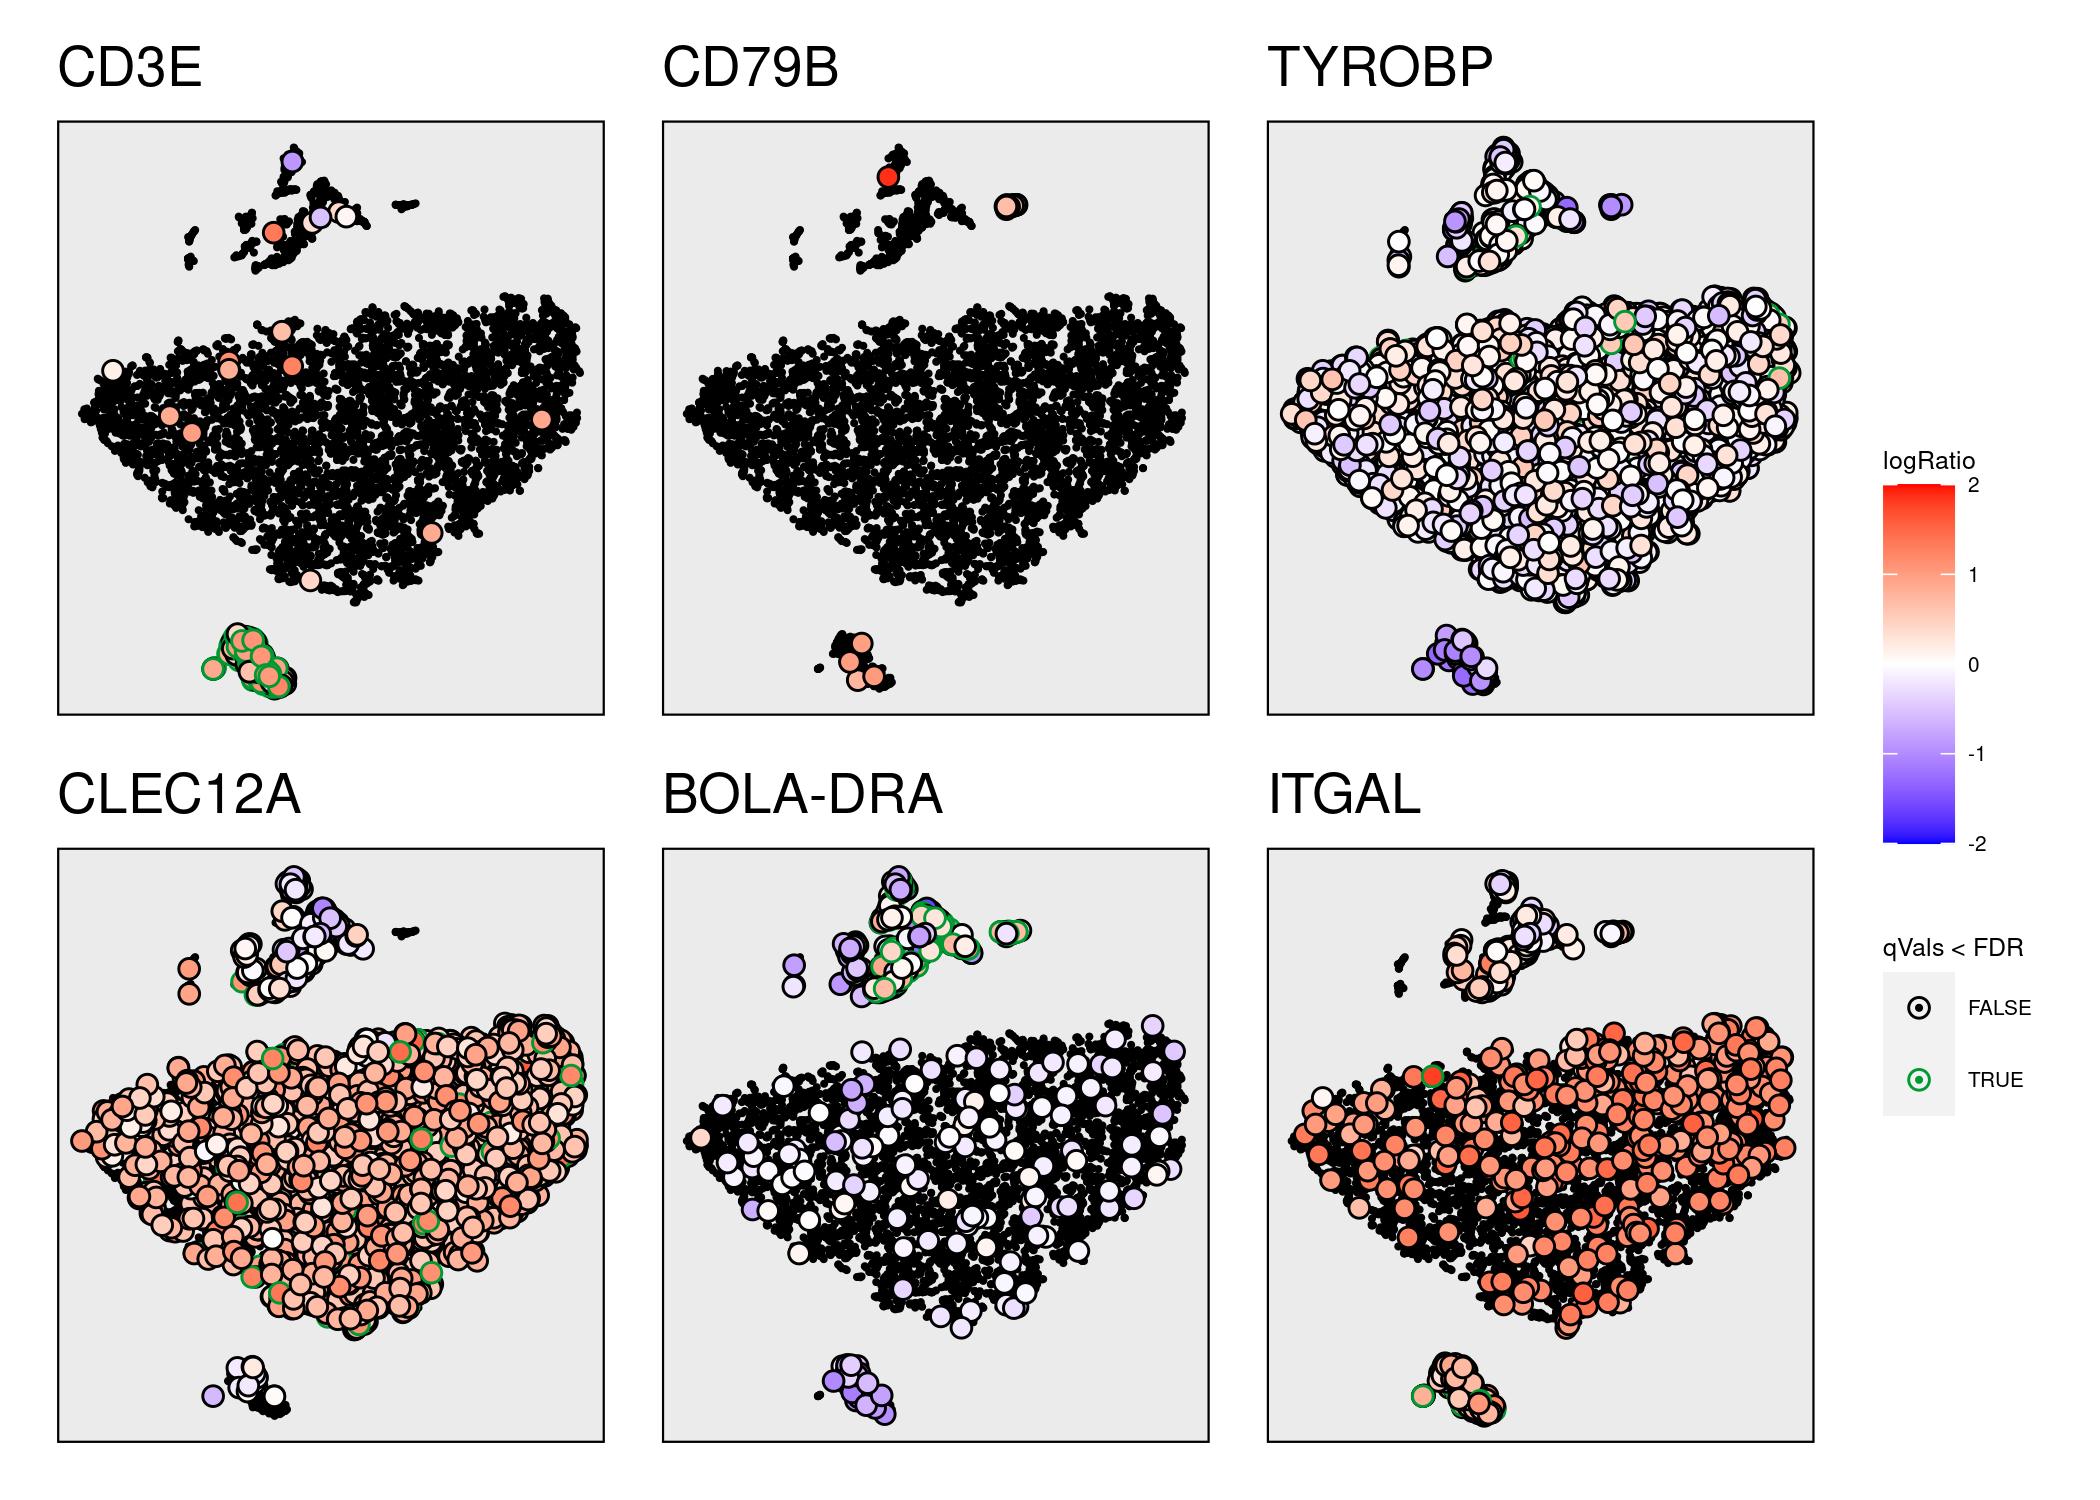 CD3E
CD79B
TYROBP
CLEC12A
BOLA-DRA
ITGAL
logRatio
2
1
0
-1
-2
qVals < FDR
FALSE
TRUE